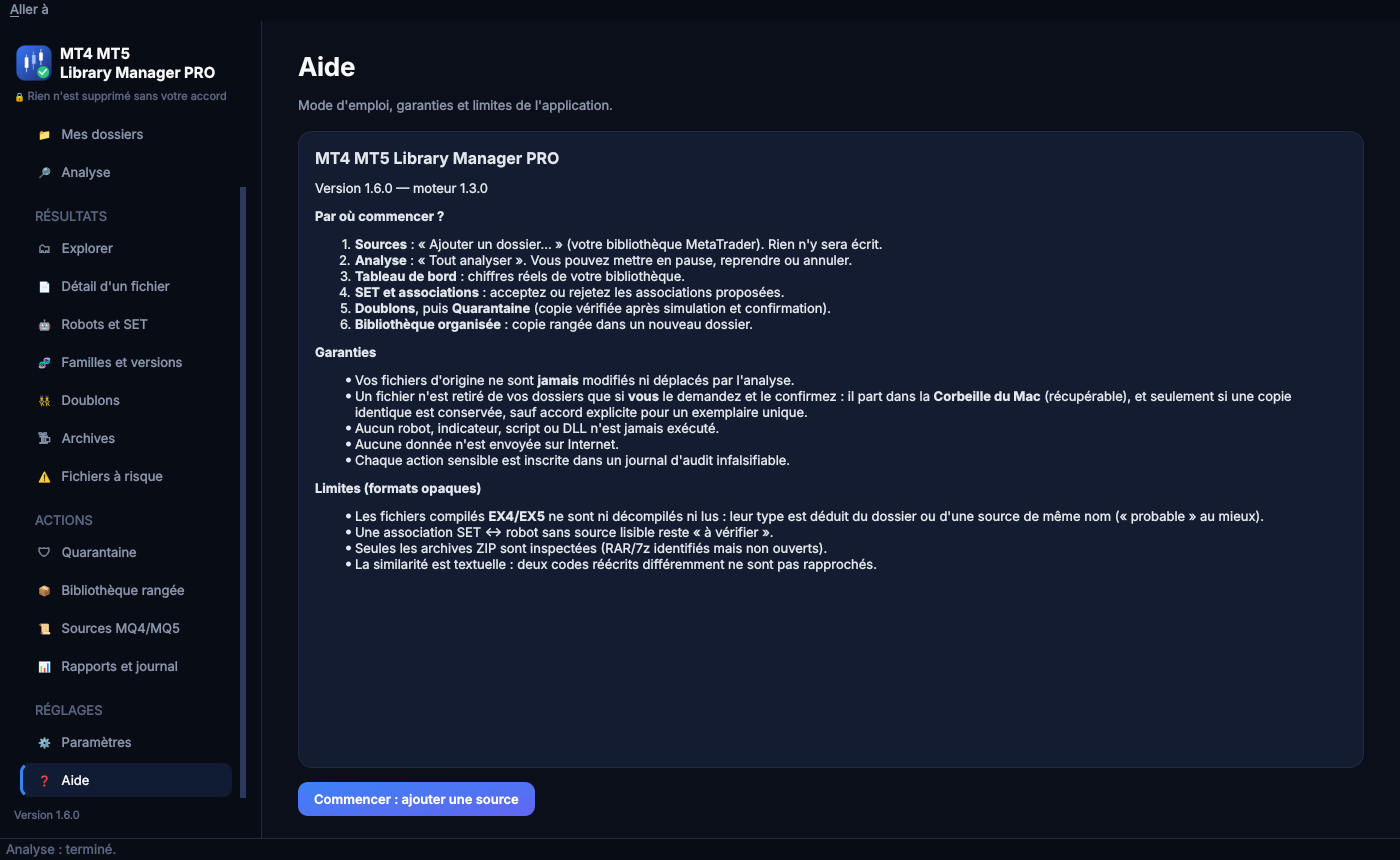 Aller à
MT4 MT5
Library Manager PRO
Rien n'est supprimé sans votre accord
Mes dossiers
Analyse
RÉSULTATS
Explorer
Détail d'un fichier
Robots et SET
Familles et versions
Doublons
Archives
Fichiers à risque
ACTIONS
Quarantaine
Bibliothèque rangée
Sources MQ4/MQ5
Rapports et journal
RÉGLAGES
Paramètres
Aide
Version 1.6.0
Analyse : terminé.
Aide
Mode d'emploi, garanties et limites de l'application.
MT4 MT5 Library Manager PRO
Version 1.6.0 — moteur 1.3.0
Par où commencer ?
1. Sources : « Ajouter un dossier... » (votre bibliothèque MetaTrader). Rien n'y sera écrit.
2. Analyse : « Tout analyser ». Vous pouvez mettre en pause, reprendre ou annuler.
3. Tableau de bord : chiffres réels de votre bibliothèque.
4. SET et associations : acceptez ou rejetez les associations proposées.
5. Doublons, puis Quarantaine (copie vérifiée après simulation et confirmation).
6. Bibliothèque organisée : copie rangée dans un nouveau dossier.
Garanties
• Vos fichiers d'origine ne sont jamais modifiés ni déplacés par l'analyse.
• Un fichier n'est retiré de vos dossiers que si vous le demandez et le confirmez : il part dans la Corbeille du Mac (récupérable), et seulement si une copie
identique est conservée, sauf accord explicite pour un exemplaire unique.
• Aucun robot, indicateur, script ou DLL n'est jamais exécuté.
• Aucune donnée n'est envoyée sur Internet.
• Chaque action sensible est inscrite dans un journal d'audit infalsifiable.
Limites (formats opaques)
• Les fichiers compilés EX4/EX5 ne sont ni décompilés ni lus : leur type est déduit du dossier ou d'une source de même nom (« probable » au mieux).
• Une association SET ↔ robot sans source lisible reste « à vérifier ».
• Seules les archives ZIP sont inspectées (RAR/7z identifiés mais non ouverts).
• La similarité est textuelle : deux codes réécrits différemment ne sont pas rapprochés.
Commencer : ajouter une source